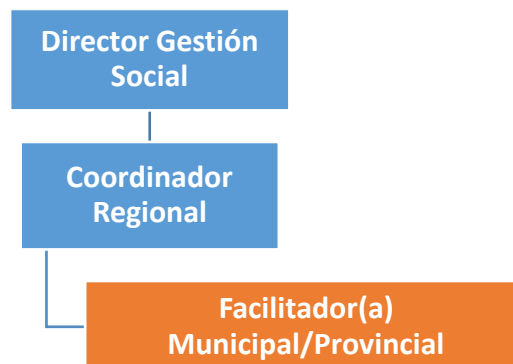 Director Gestión
Social
Coordinador
Regional
Facilitador(a)
Municipal/Provincial